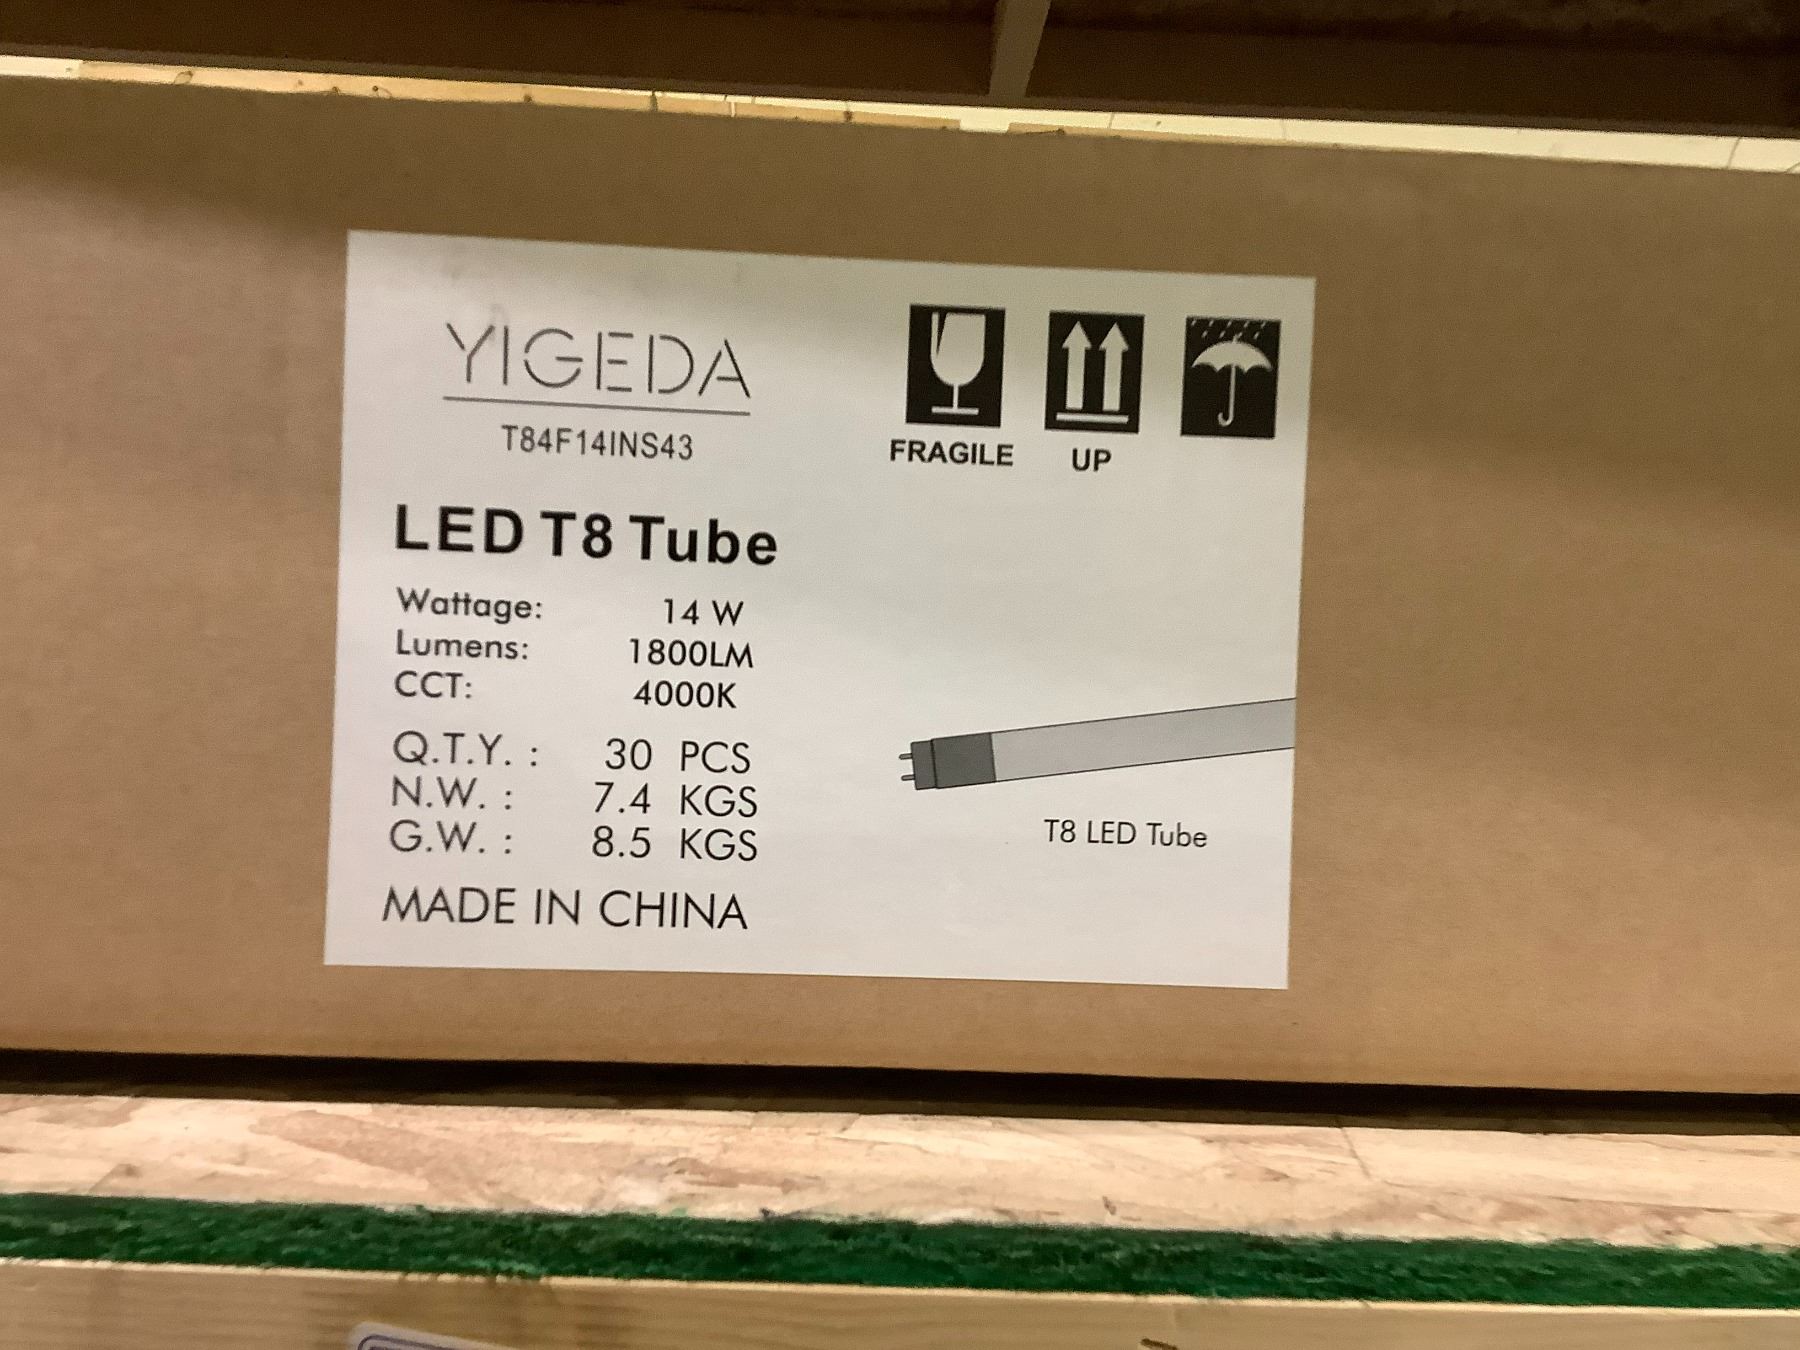 YIGEDA
T84F14INS43
FRAGILE UP
LED T8 Tube
Wattage: 14 W
Lumens: 1800LM
CCT: 4000K
Q.T.Y. : 30 PCS
N.W. : 7.4 KGS
G.W. : 8.5 KGS
MADE IN CHINA
T8 LED Tube